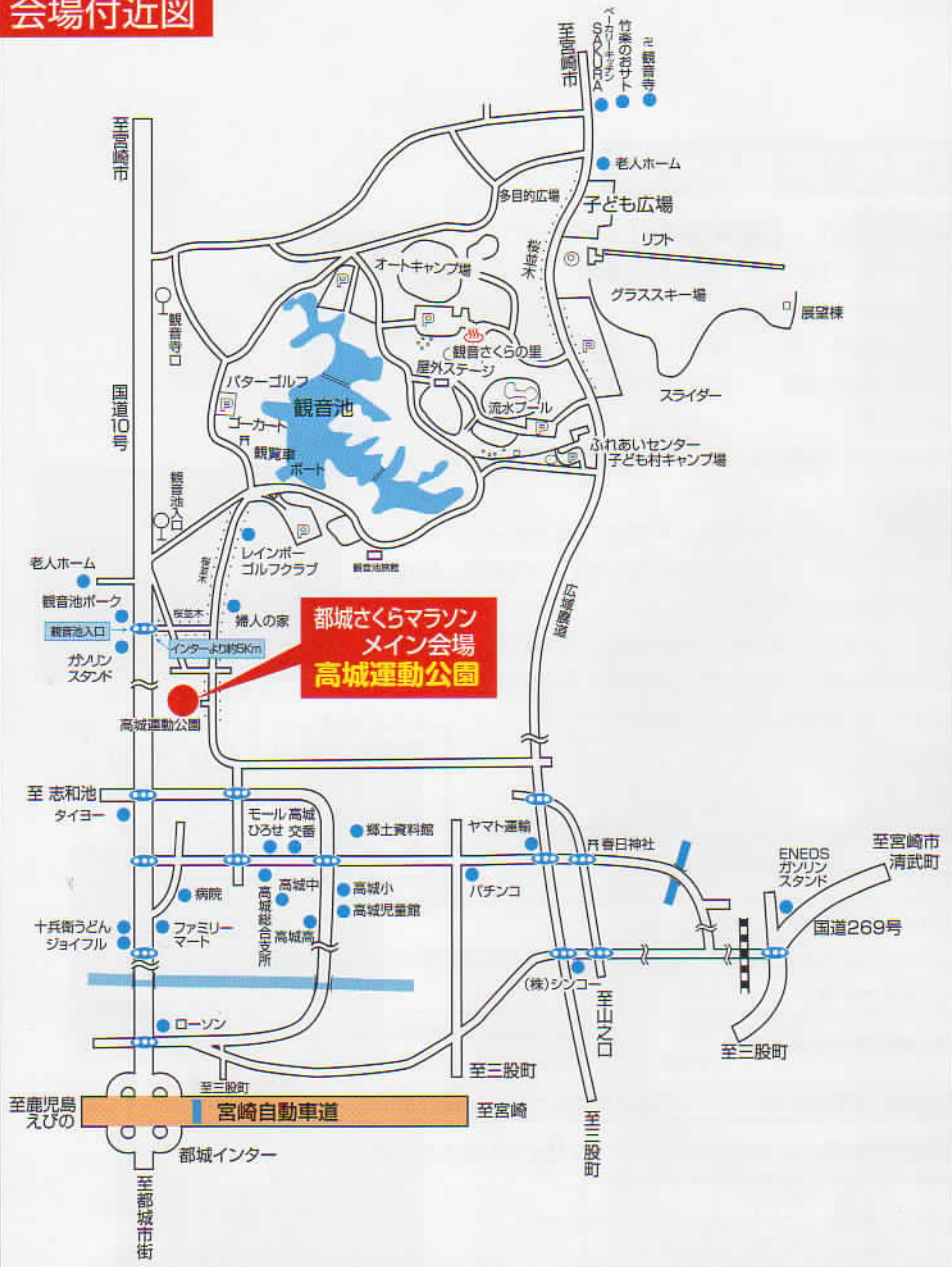 会場付近図
至宮崎市
ベーカリーキッチン
SAKURA
竹楽のおサト
卍観音寺
至宮崎市
老人ホーム
多目的広場
子ども広場
桜並木
リフト
オートキャンプ場
P
グラススキー場
展望棟
観音寺口
P
観音さくらの里
屋外ステージ
P
スライダー
国道10号
パターゴルフ
観音池
流水プール
P
ゴーカート
P
観覧車
ボート
ふれあいセンター
子ども村キャンプ場
P
観音池入口
P
レインボー
ゴルフクラブ
観音池旅館
桜並木
老人ホーム
広域農道
観音池ポーク
桜並木
婦人の家
観音池入口
インターより約5Km
ガソリン
スタンド
都城さくらマラソン
メイン会場
高城運動公園
高城運動公園
至 志和池
タイヨー
モール
ひろせ
高城
交番
郷土資料館
ヤマト運輸
春日神社
至宮崎市
清武町
ENEOS
ガソリン
スタンド
病院
高城総合支所
高城中
高城小
高城児童館
パチンコ
十兵衛うどん
ジョイフル
ファミリー
マート
高城高
国道269号
(株)シンコー
至山之口
ローソン
至三股町
至三股町
至三股町
至鹿児島
えびの
宮崎自動車道
至宮崎
至三股町
都城インター
至都城市街